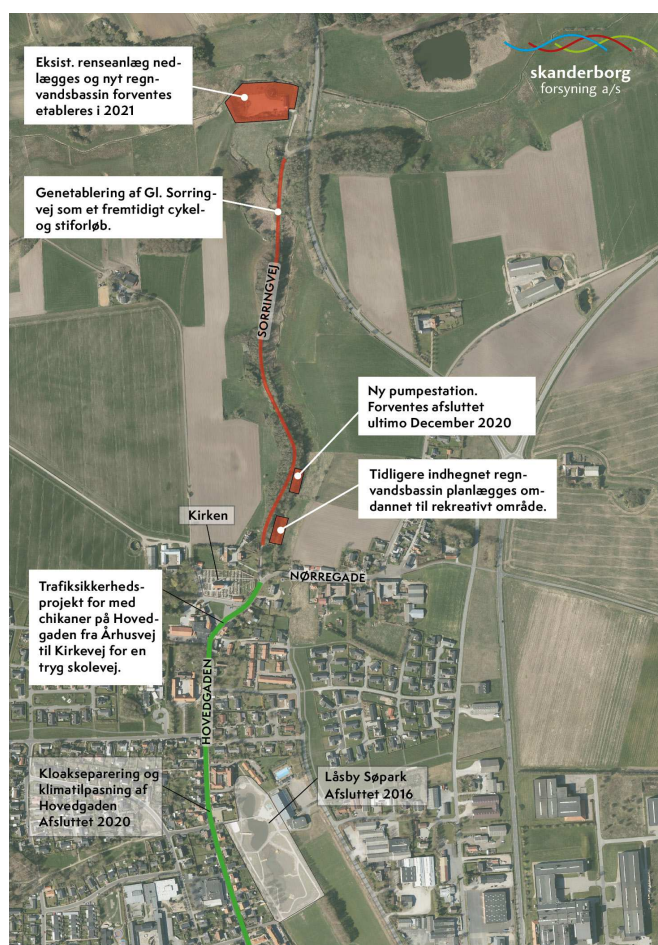 skanderborg
forsyning a/s
Eksist. renseanlæg ned-
lægges og nyt regn-
vandsbassin forventes
etableres i 2021
Genetablering af Gl. Sorring-
vej som et fremtidigt cykel-
og stiforløb.
SORRINGVEJ
Ny pumpestation.
Forventes afsluttet
ultimo December 2020
Tidligere indhegnet regn-
vandsbassin planlægges om-
dannet til rekreativt område.
Kirken
NØRREGADE
Trafiksikkerheds-
projekt for med
chikaner på Hoved-
gaden fra Århusvej
til Kirkevej for en
tryg skolevej.
HOVEDGADEN
Kloakseparering og
klimatilpasning af
Hovedgaden
Afsluttet 2020
Låsby Søpark
Afsluttet 2016